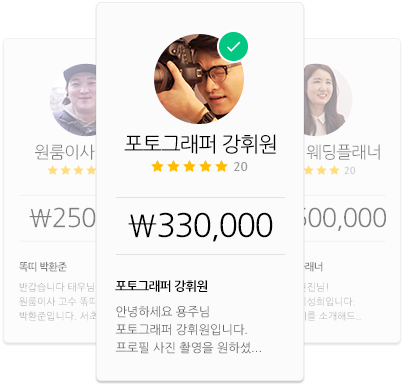 포토그래퍼 강휘원
20
₩330,000
포토그래퍼 강휘원
안녕하세요 용주님
포토그래퍼 강휘원입니다.
프로필 사진 촬영을 원하셨...
원룸이사
₩250
똑띠 박환준
반갑습니다 태우님
원룸이사 고수 똑띠
박환준입니다. 서초
웨딩플래너
20
500,000
래너
진님!
성희입니다.
를 소개해드...